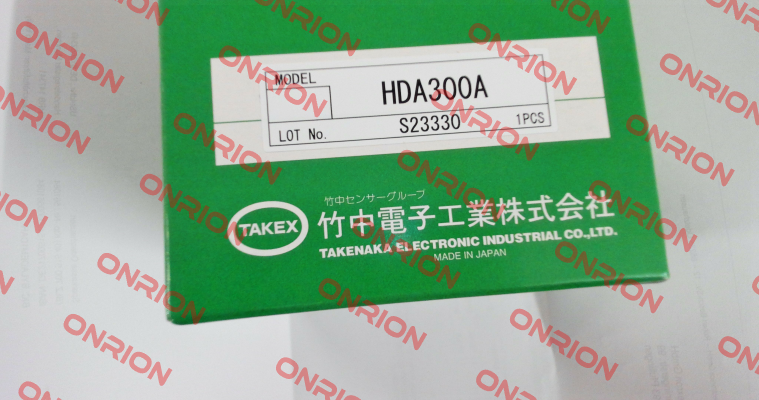 MODEL
HDA300A
LOT No.
S23330
1PCS
竹中センサーグループ
TAKEX
竹中電子工業株式会社
TAKENAKA ELECTRONIC INDUSTRIAL CO.,LTD.
MADE IN JAPAN
ONRION